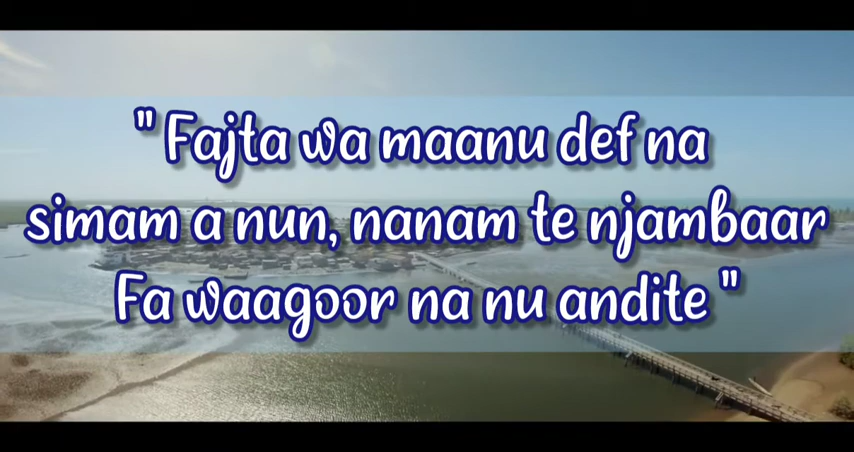 " Fajta wa maanu def na
simam a nun, nanam te njambaar
Fa waagoor na nu andite "